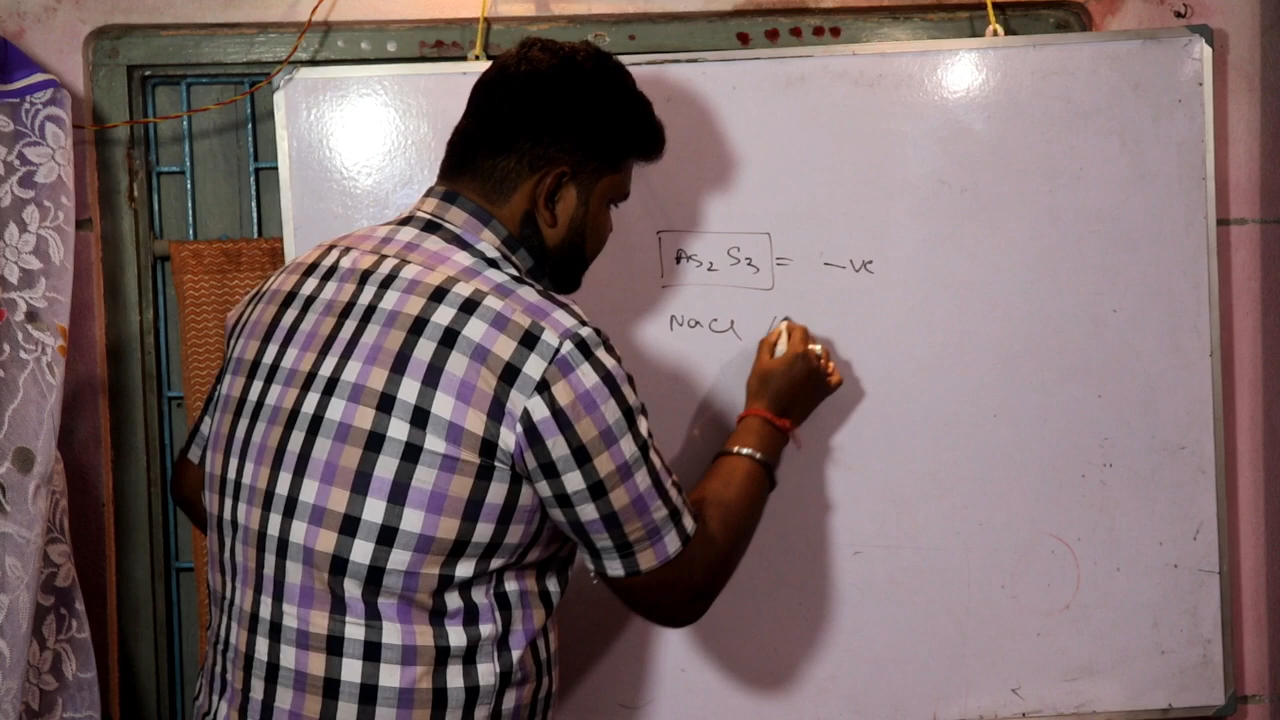 As2 S3 = -ve
NaCl